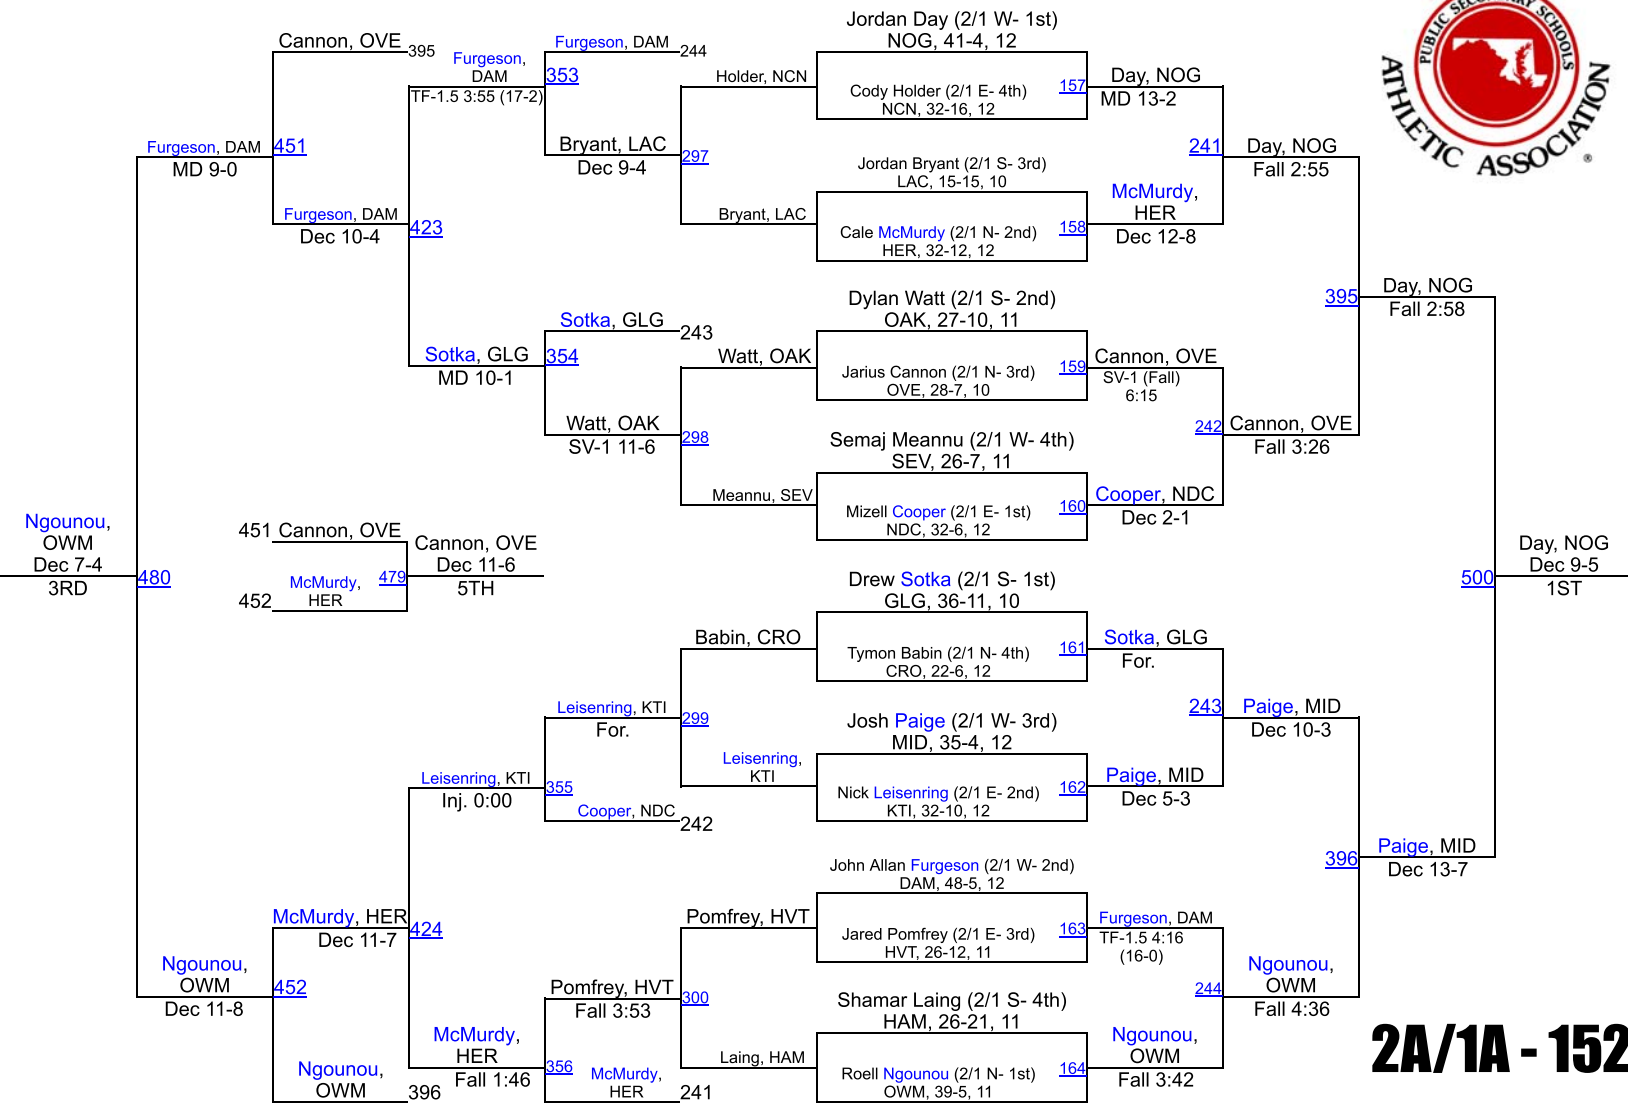 PUBLIC SECONDARY SCHOOLS
ATHLETIC ASSOCIATION
®
Jordan Day (2/1 W- 1st)
NOG, 41-4, 12
Cody Holder (2/1 E- 4th)
NCN, 32-16, 12
157
Jordan Bryant (2/1 S- 3rd)
LAC, 15-15, 10
Cale McMurdy (2/1 N- 2nd)
HER, 32-12, 12
158
Dylan Watt (2/1 S- 2nd)
OAK, 27-10, 11
Jarius Cannon (2/1 N- 3rd)
OVE, 28-7, 10
159
Semaj Meannu (2/1 W- 4th)
SEV, 26-7, 11
Mizell Cooper (2/1 E- 1st)
NDC, 32-6, 12
160
Drew Sotka (2/1 S- 1st)
GLG, 36-11, 10
Tymon Babin (2/1 N- 4th)
CRO, 22-6, 12
161
Josh Paige (2/1 W- 3rd)
MID, 35-4, 12
Nick Leisenring (2/1 E- 2nd)
KTI, 32-10, 12
162
John Allan Furgeson (2/1 W- 2nd)
DAM, 48-5, 12
Jared Pomfrey (2/1 E- 3rd)
HVT, 26-12, 11
163
Shamar Laing (2/1 S- 4th)
HAM, 26-21, 11
Roell Ngounou (2/1 N- 1st)
OWM, 39-5, 11
164
Day, NOG
MD 13-2
241
McMurdy,
HER
Dec 12-8
Cannon, OVE
SV-1 (Fall)
6:15
242
Cooper, NDC
Dec 2-1
Sotka, GLG
For.
243
Paige, MID
Dec 5-3
Furgeson, DAM
TF-1.5 4:16
(16-0)
244
Ngounou,
OWM
Fall 3:42
Day, NOG
Fall 2:55
395
Cannon, OVE
Fall 3:26
Paige, MID
Dec 10-3
396
Ngounou,
OWM
Fall 4:36
Day, NOG
Fall 2:58
500
Paige, MID
Dec 13-7
Day, NOG
Dec 9-5
1ST
Holder, NCN
297
Bryant, LAC
Watt, OAK
298
Meannu, SEV
Babin, CRO
299
Leisenring,
KTI
Pomfrey, HVT
300
Laing, HAM
Furgeson, DAM
244
353
Bryant, LAC
Dec 9-4
Sotka, GLG
243
354
Watt, OAK
SV-1 11-6
Leisenring, KTI
For.
355
Cooper, NDC
242
Pomfrey, HVT
Fall 3:53
356
McMurdy,
HER
241
Furgeson,
DAM
TF-1.5 3:55 (17-2)
423
Sotka, GLG
MD 10-1
Leisenring, KTI
Inj. 0:00
424
McMurdy,
HER
Fall 1:46
Cannon, OVE
395
451
Furgeson, DAM
Dec 10-4
McMurdy, HER
Dec 11-7
452
Ngounou,
OWM
396
Furgeson, DAM
MD 9-0
480
Ngounou,
OWM
Dec 11-8
Ngounou,
OWM
Dec 7-4
3RD
451 Cannon, OVE
479
452
McMurdy,
HER
Cannon, OVE
Dec 11-6
5TH
2A/1A - 152